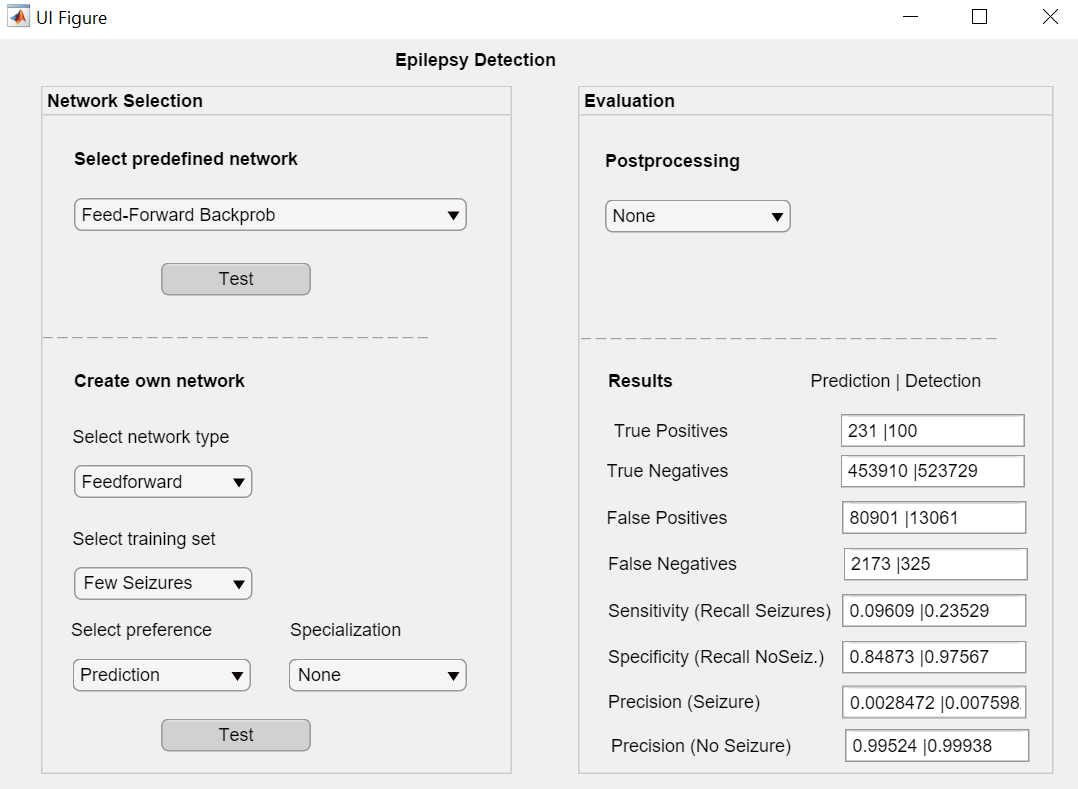 UI Figure
Epilepsy Detection
Network Selection
Select predefined network
Feed-Forward Backprob
Test
Create own network
Select network type
Feedforward
Select training set
Few Seizures
Select preference Specialization
Prediction None
Test
Evaluation
Postprocessing
None
Results Prediction | Detection
True Positives 231 |100
True Negatives 453910 |523729
False Positives 80901 |13061
False Negatives 2173 |325
Sensitivity (Recall Seizures) 0.09609 |0.23529
Specificity (Recall NoSeiz.) 0.84873 |0.97567
Precision (Seizure) 0.0028472 |0.007598
Precision (No Seizure) 0.99524 |0.99938